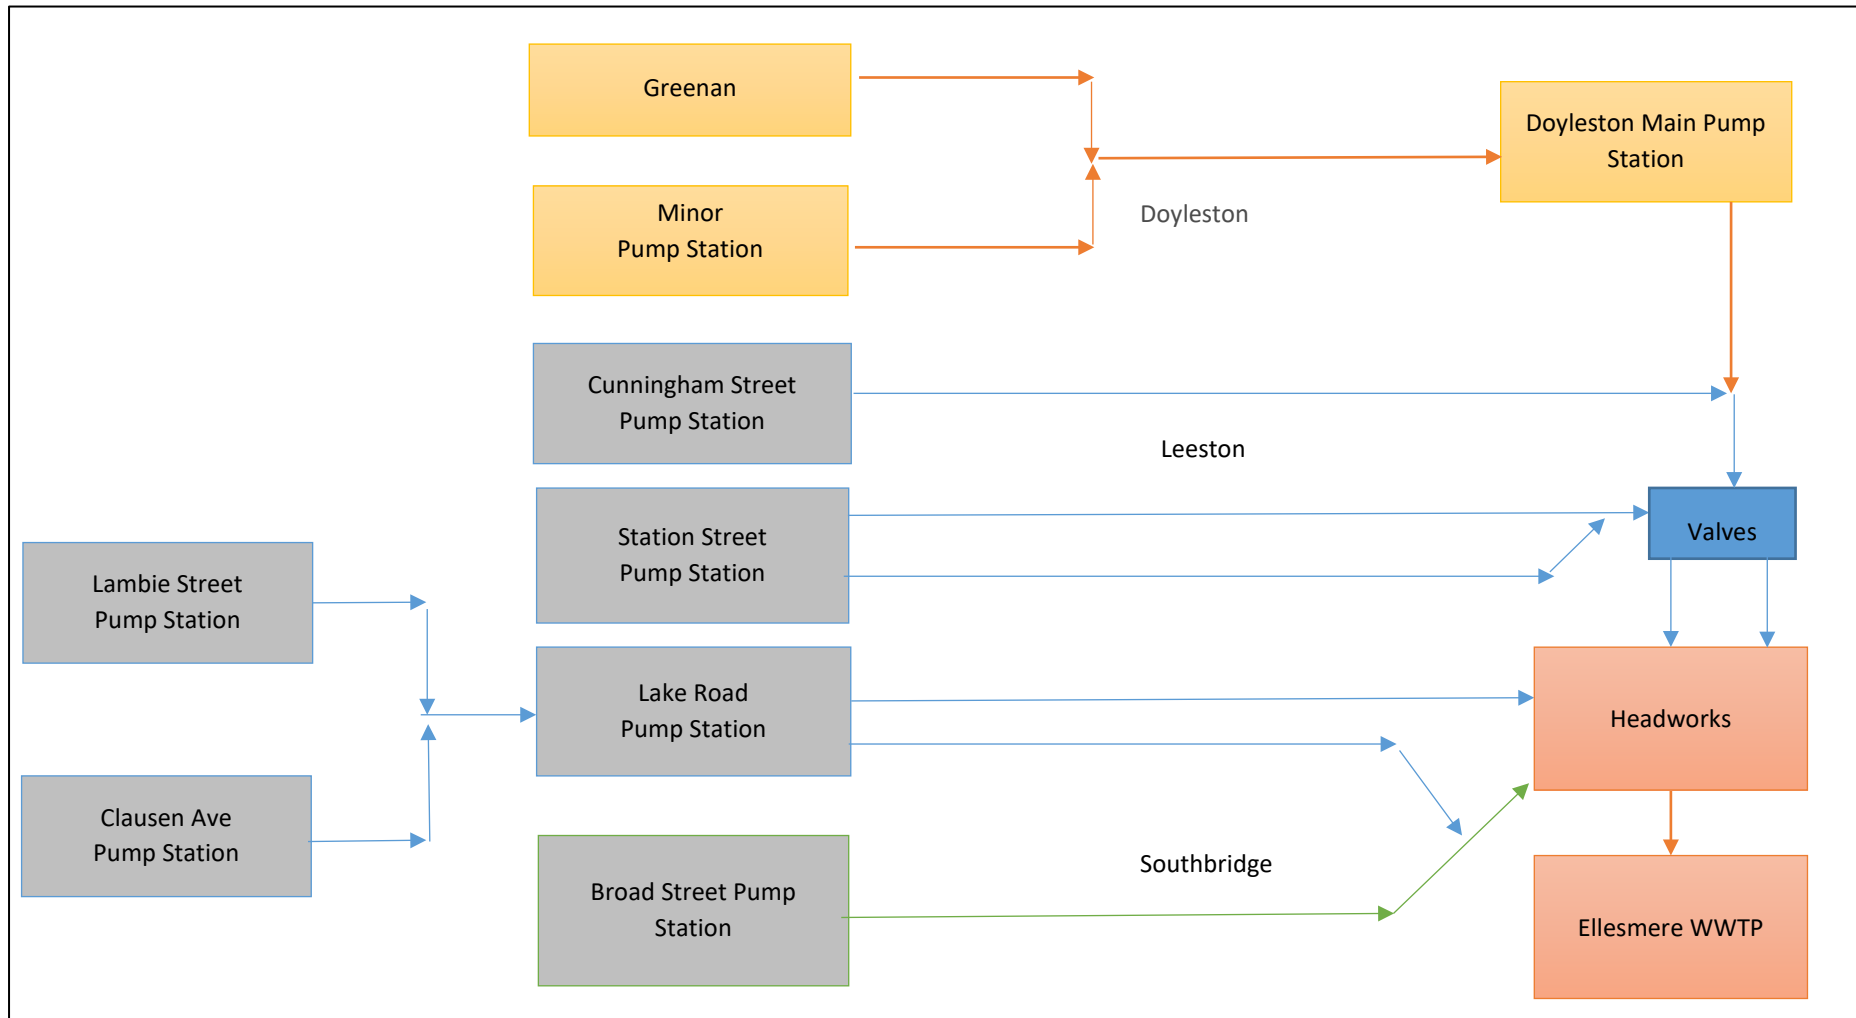 Greenan
Doyleston Main Pump
Station
Minor
Pump Station
Doyleston
Cunningham Street
Pump Station
Leeston
Station Street
Pump Station
Valves
Lambie Street
Pump Station
Lake Road
Pump Station
Headworks
Clausen Ave
Pump Station
Southbridge
Broad Street Pump
Station
Ellesmere WWTP